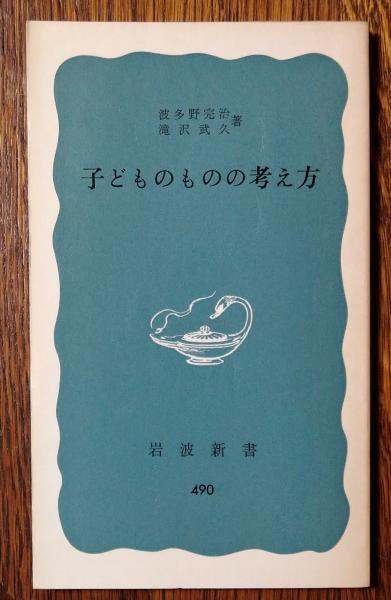 波多野完治
滝沢武久 著
子どものものの考え方
岩波新書
490